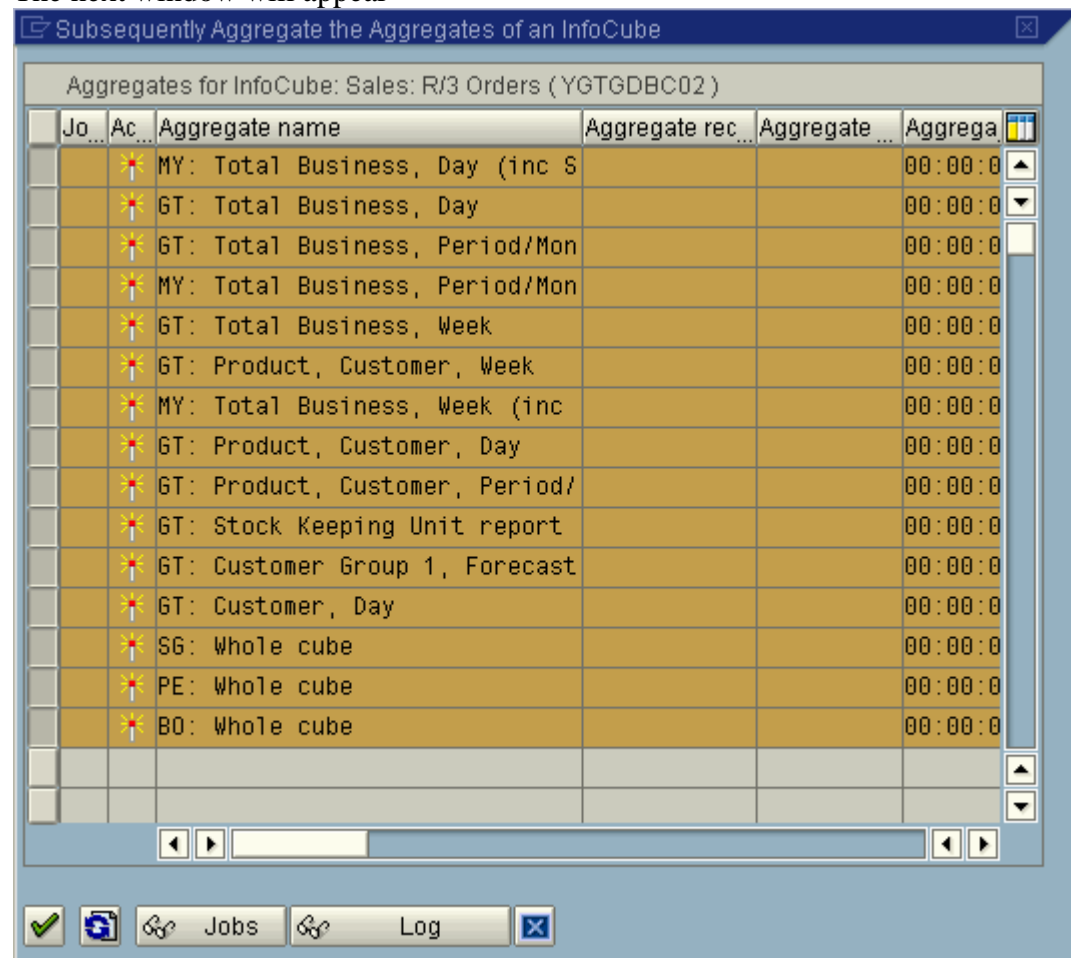 The next window will appear
Subsequently Aggregate the Aggregates of an InfoCube
Aggregates for InfoCube: Sales: R/3 Orders ( YGTGDBC02 )
Jo... Ac... Aggregate name Aggregate rec... Aggregate ... Aggrega
MY: Total Business, Day (inc S 00:00:0
GT: Total Business, Day 00:00:0
GT: Total Business, Period/Mon 00:00:0
MY: Total Business, Period/Mon 00:00:0
GT: Total Business, Week 00:00:0
GT: Product, Customer, Week 00:00:0
MY: Total Business, Week (inc 00:00:0
GT: Product, Customer, Day 00:00:0
GT: Product, Customer, Period/ 00:00:0
GT: Stock Keeping Unit report 00:00:0
GT: Customer Group 1, Forecast 00:00:0
GT: Customer, Day 00:00:0
SG: Whole cube 00:00:0
PE: Whole cube 00:00:0
BO: Whole cube 00:00:0
Jobs Log